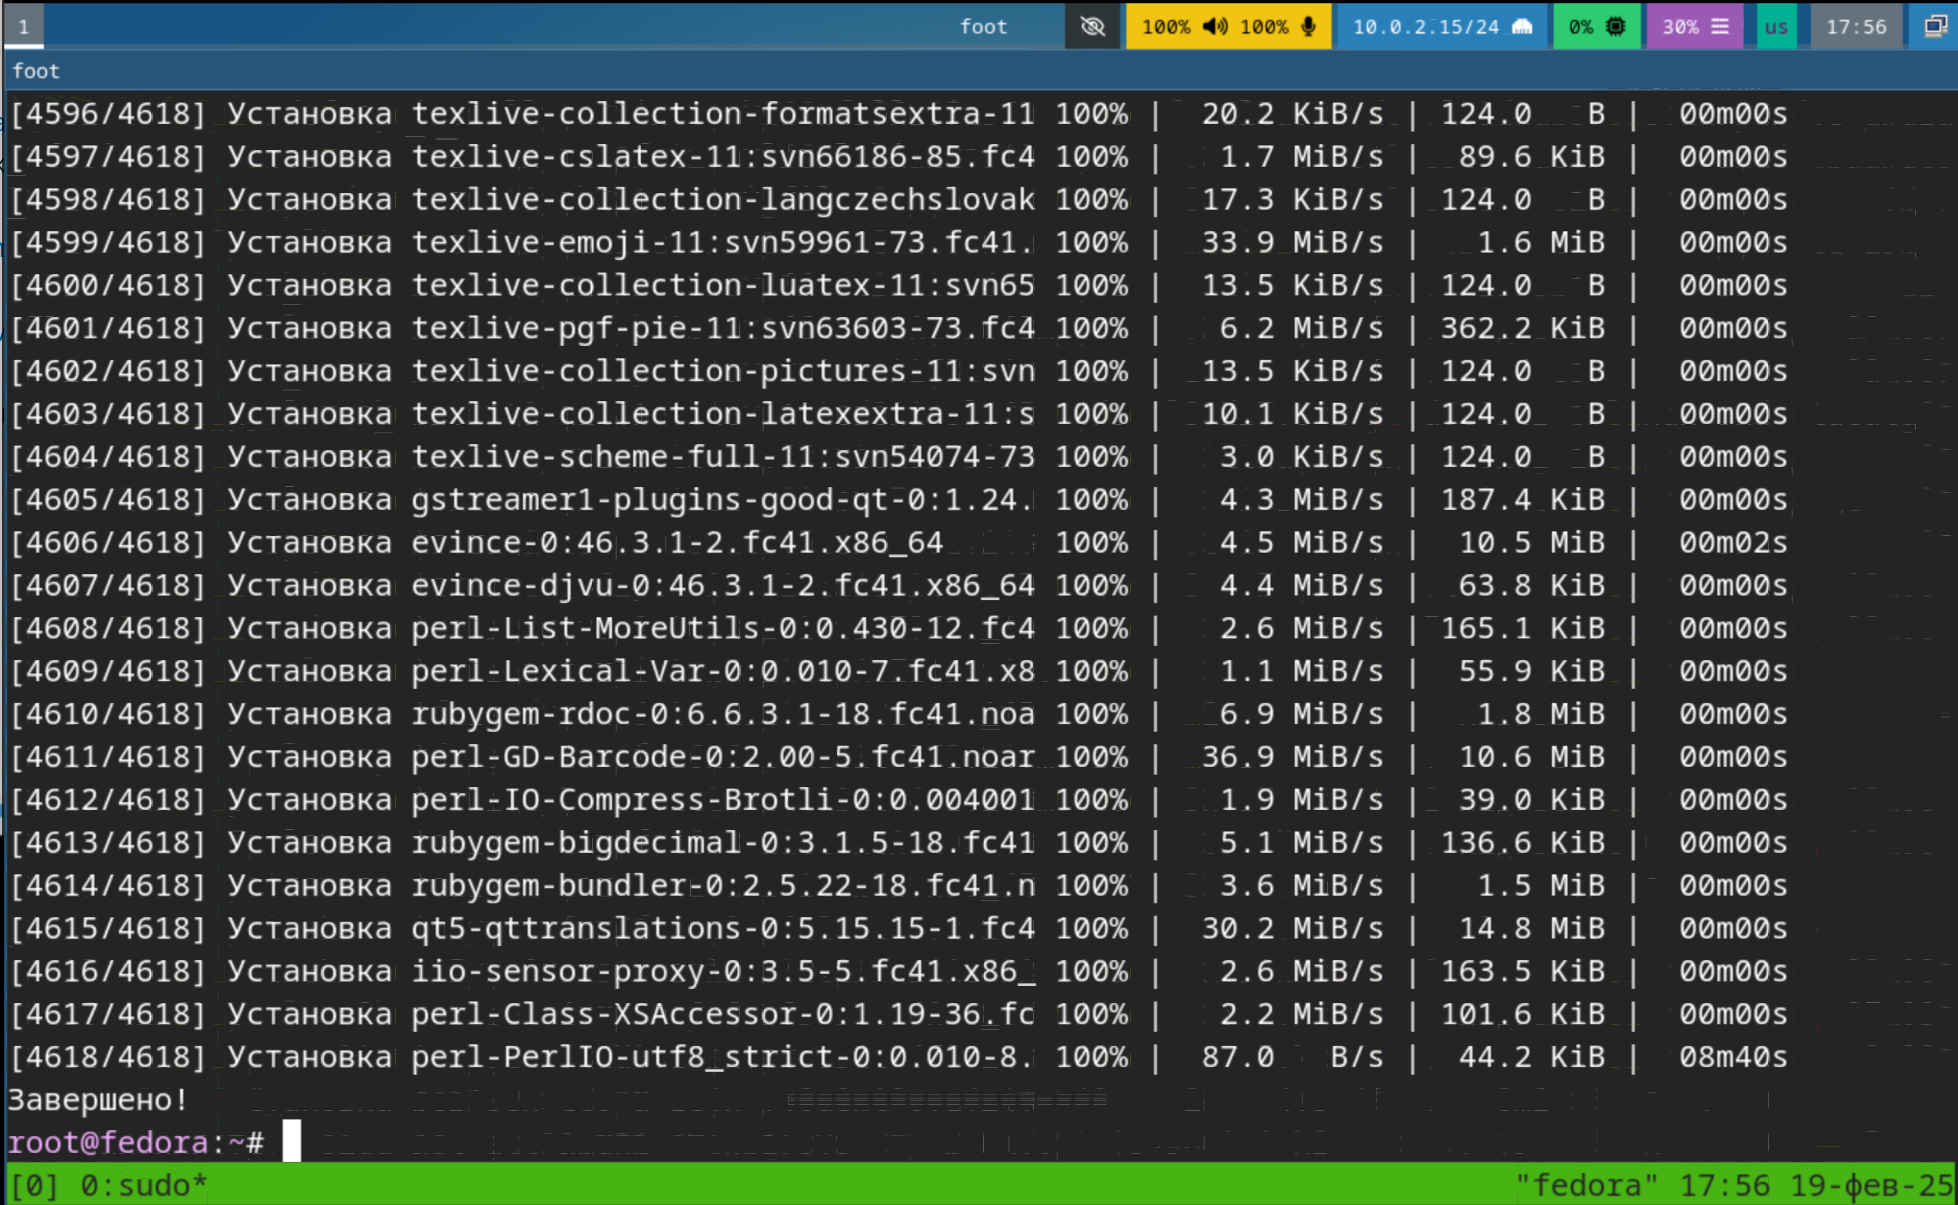 1 foot 100% 100% 10.0.2.15/24 0% 30% us 17:56
foot
[4596/4618] Установка texlive-collection-formatsextra-11 100% | 20.2 KiB/s | 124.0 B | 00m00s
[4597/4618] Установка texlive-cslatex-11:svn66186-85.fc4 100% | 1.7 MiB/s | 89.6 KiB | 00m00s
[4598/4618] Установка texlive-collection-langczechslovak 100% | 17.3 KiB/s | 124.0 B | 00m00s
[4599/4618] Установка texlive-emoji-11:svn59961-73.fc41. 100% | 33.9 MiB/s | 1.6 MiB | 00m00s
[4600/4618] Установка texlive-collection-luatex-11:svn65 100% | 13.5 KiB/s | 124.0 B | 00m00s
[4601/4618] Установка texlive-pgf-pie-11:svn63603-73.fc4 100% | 6.2 MiB/s | 362.2 KiB | 00m00s
[4602/4618] Установка texlive-collection-pictures-11:svn 100% | 13.5 KiB/s | 124.0 B | 00m00s
[4603/4618] Установка texlive-collection-latexextra-11:s 100% | 10.1 KiB/s | 124.0 B | 00m00s
[4604/4618] Установка texlive-scheme-full-11:svn54074-73 100% | 3.0 KiB/s | 124.0 B | 00m00s
[4605/4618] Установка gstreamer1-plugins-good-qt-0:1.24. 100% | 4.3 MiB/s | 187.4 KiB | 00m00s
[4606/4618] Установка evince-0:46.3.1-2.fc41.x86_64 100% | 4.5 MiB/s | 10.5 MiB | 00m02s
[4607/4618] Установка evince-djvu-0:46.3.1-2.fc41.x86_64 100% | 4.4 MiB/s | 63.8 KiB | 00m00s
[4608/4618] Установка perl-List-MoreUtils-0:0.430-12.fc4 100% | 2.6 MiB/s | 165.1 KiB | 00m00s
[4609/4618] Установка perl-Lexical-Var-0:0.010-7.fc41.x8 100% | 1.1 MiB/s | 55.9 KiB | 00m00s
[4610/4618] Установка rubygem-rdoc-0:6.6.3.1-18.fc41.noa 100% | 6.9 MiB/s | 1.8 MiB | 00m00s
[4611/4618] Установка perl-GD-Barcode-0:2.00-5.fc41.noar 100% | 36.9 MiB/s | 10.6 MiB | 00m00s
[4612/4618] Установка perl-IO-Compress-Brotli-0:0.004001 100% | 1.9 MiB/s | 39.0 KiB | 00m00s
[4613/4618] Установка rubygem-bigdecimal-0:3.1.5-18.fc41 100% | 5.1 MiB/s | 136.6 KiB | 00m00s
[4614/4618] Установка rubygem-bundler-0:2.5.22-18.fc41.n 100% | 3.6 MiB/s | 1.5 MiB | 00m00s
[4615/4618] Установка qt5-qttranslations-0:5.15.15-1.fc4 100% | 30.2 MiB/s | 14.8 MiB | 00m00s
[4616/4618] Установка iio-sensor-proxy-0:3.5-5.fc41.x86_ 100% | 2.6 MiB/s | 163.5 KiB | 00m00s
[4617/4618] Установка perl-Class-XSAccessor-0:1.19-36.fc 100% | 2.2 MiB/s | 101.6 KiB | 00m00s
[4618/4618] Установка perl-PerlIO-utf8_strict-0:0.010-8. 100% | 87.0 B/s | 44.2 KiB | 08m40s
Завершено!
root@fedora:~#
[0] 0:sudo* "fedora" 17:56 19-фев-25